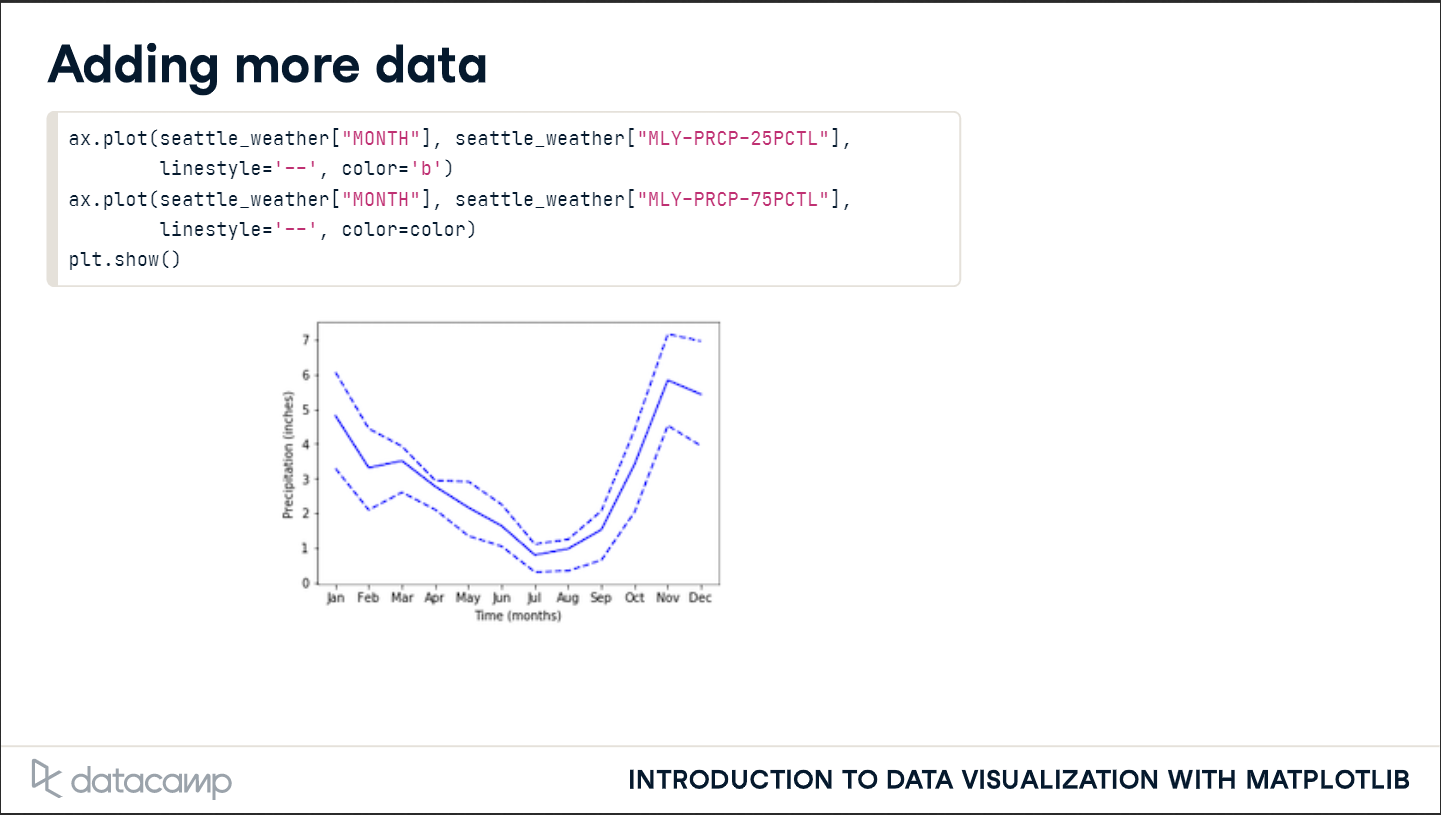 Adding more data
ax.plot(seattle_weather["MONTH"], seattle_weather["MLY-PRCP-25PCTL"],
linestyle='--', color='b')
ax.plot(seattle_weather["MONTH"], seattle_weather["MLY-PRCP-75PCTL"],
linestyle='--', color=color)
plt.show()
7
6
5
4
3
2
1
0
Precipitation (inches)
Jan Feb Mar Apr May Jun Jul Aug Sep Oct Nov Dec
Time (months)
datacamp
INTRODUCTION TO DATA VISUALIZATION WITH MATPLOTLIB